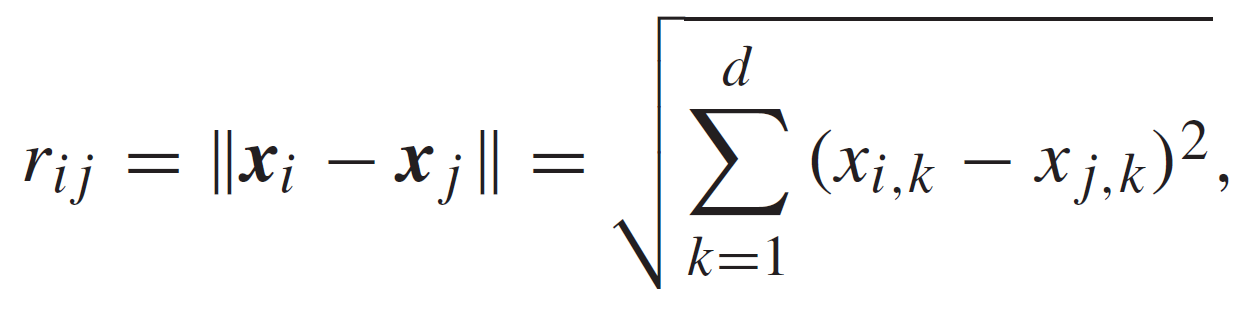 $r_{ij} = \|\boldsymbol{x}_i - \boldsymbol{x}_j\| = \sqrt{\sum_{k=1}^{d} (x_{i,k} - x_{j,k})^2},$